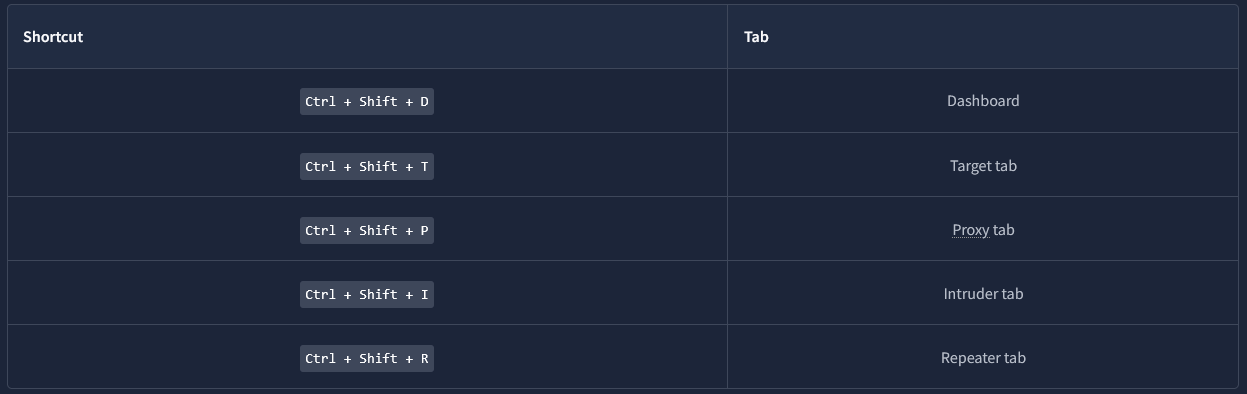 Shortcut Tab
Ctrl + Shift + D Dashboard
Ctrl + Shift + T Target tab
Ctrl + Shift + P Proxy tab
Ctrl + Shift + I Intruder tab
Ctrl + Shift + R Repeater tab